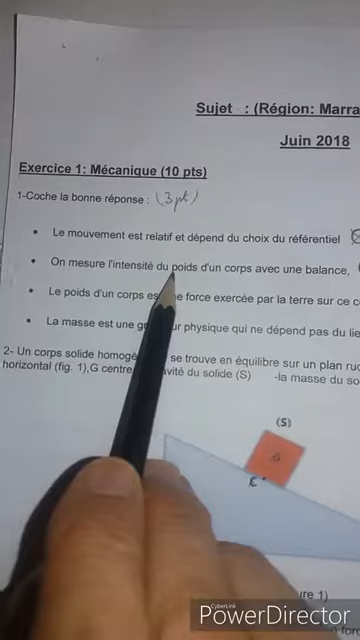 Sujet : (Région: Marra
Juin 2018
Exercice 1: Mécanique (10 pts)
1-Coche la bonne réponse : (3pt)
• Le mouvement est relatif et dépend du choix du référentiel
• On mesure l'intensité du poids d'un corps avec une balance,
• Le poids d'un corps es e force exercée par la terre sur ce c
• La masse est une g ur physique qui ne dépend pas du lie
2- Un corps solide homogè se trouve en équilibre sur un plan rug
horizontal (fig. 1),G centre vité du solide (S) -la masse du so
(S)
G
C
ure 1)
CyberLink
PowerDirector